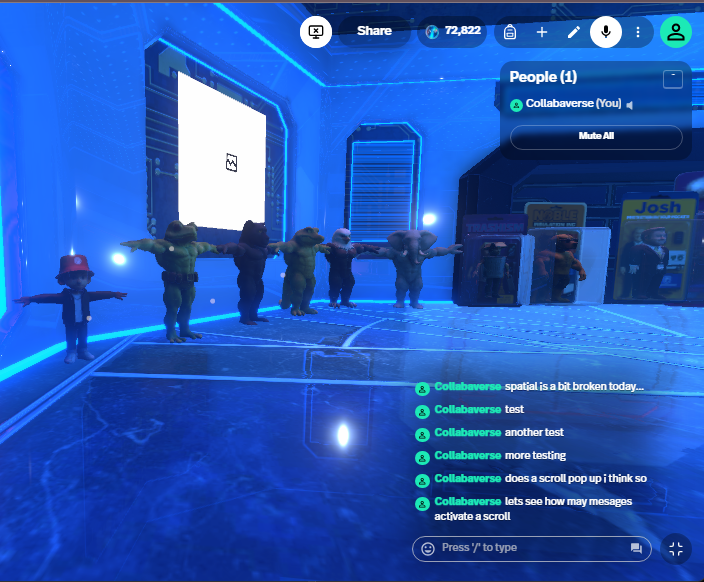 Share
72,822
People (1)
Collabaverse (You)
Mute All
Josh
Collabaverse spatial is a bit broken today...
Collabaverse test
Collabaverse another test
Collabaverse more testing
Collabaverse does a scroll pop up i think so
Collabaverse lets see how may mesages
activate a scroll
Press '/' to type